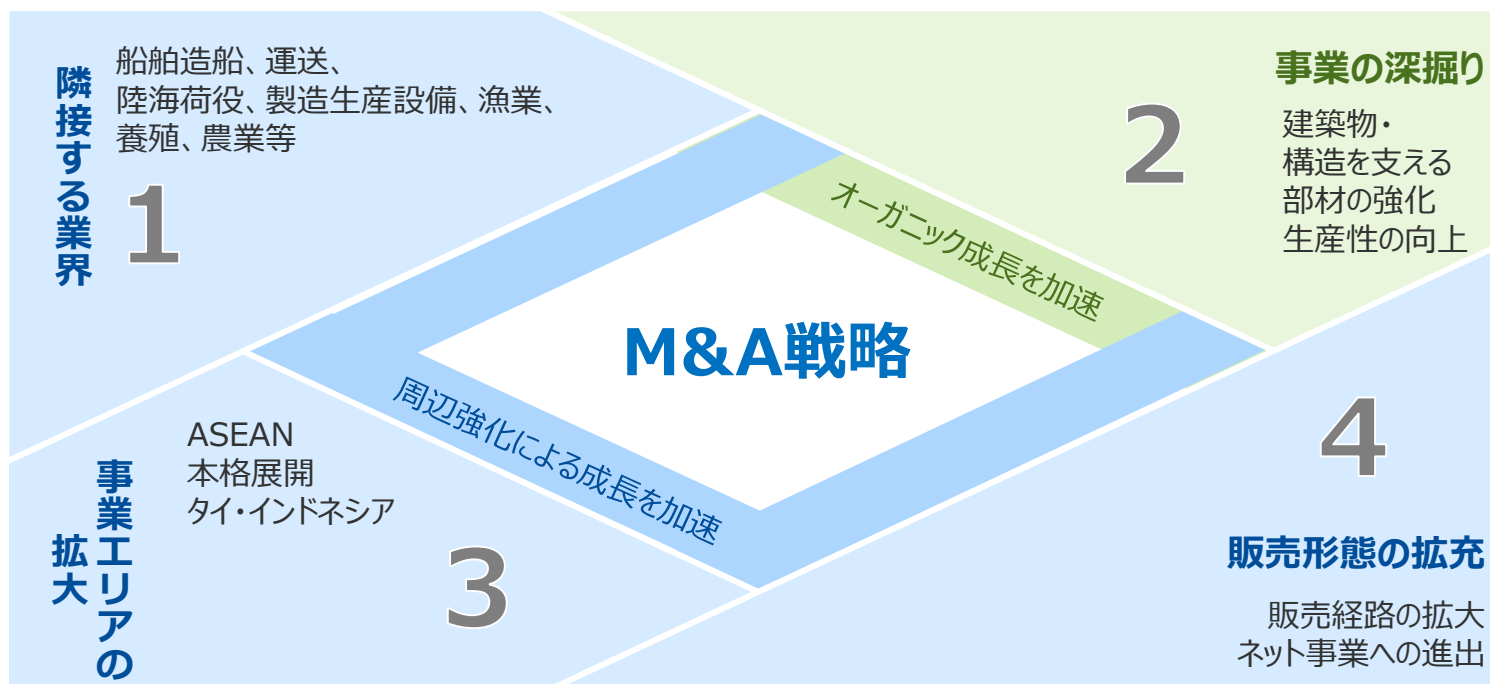 隣接する業界
船舶造船、運送、
陸海荷役、製造生産設備、漁業、
養殖、農業等
1
事業の深掘り
2
建築物・
構造を支える
部材の強化
生産性の向上
オーガニック成長を加速
M&A戦略
周辺強化による成長を加速
事業エリアの
拡大
ASEAN
本格展開
タイ・インドネシア
3
4
販売形態の拡充
販売経路の拡大
ネット事業への進出